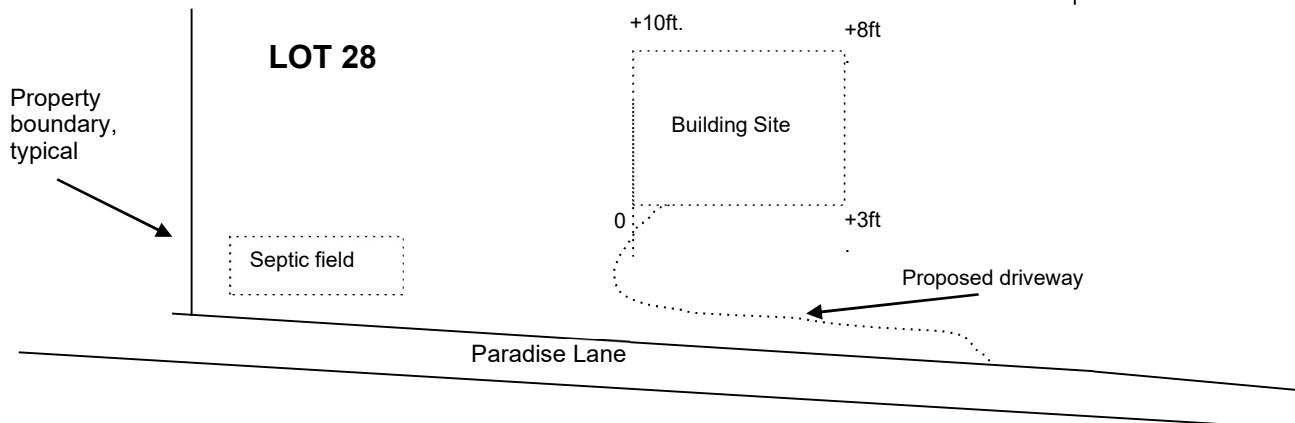 +10ft.
+8ft
.
LOT 28
Property
boundary,
typical
Building Site
0
+3ft
.
Septic field
Proposed driveway
Paradise Lane